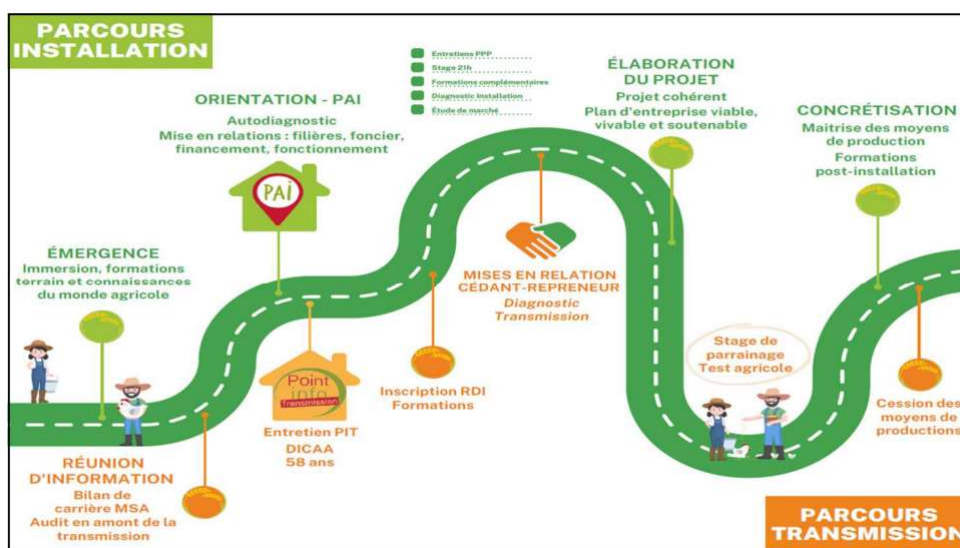 PARCOURS
INSTALLATION
Entretiens PPP
Stage 21h
Formations complémentaires
Diagnostic Installation
Étude de marché
ORIENTATION - PAI
Autodiagnostic
Mise en relations : filières, foncier,
financement, fonctionnement
PAi
ÉLABORATION
DU PROJET
Projet cohérent
Plan d'entreprise viable,
vivable et soutenable
CONCRÉTISATION
Maitrise des moyens
de production
Formations
post-installation
ÉMERGENCE
Immersion, formations
terrain et connaissances
du monde agricole
MISES EN RELATION
CÉDANT-REPRENEUR
Diagnostic
Transmission
Stage de
parrainage
Test agricole
Point
info
Transmission
Inscription RDI
Formations
Cession des
moyens de
productions
Entretien PIT
DICAA
58 ans
RÉUNION
D'INFORMATION
Bilan de
carrière MSA
Audit en amont de la
transmission
PARCOURS
TRANSMISSION